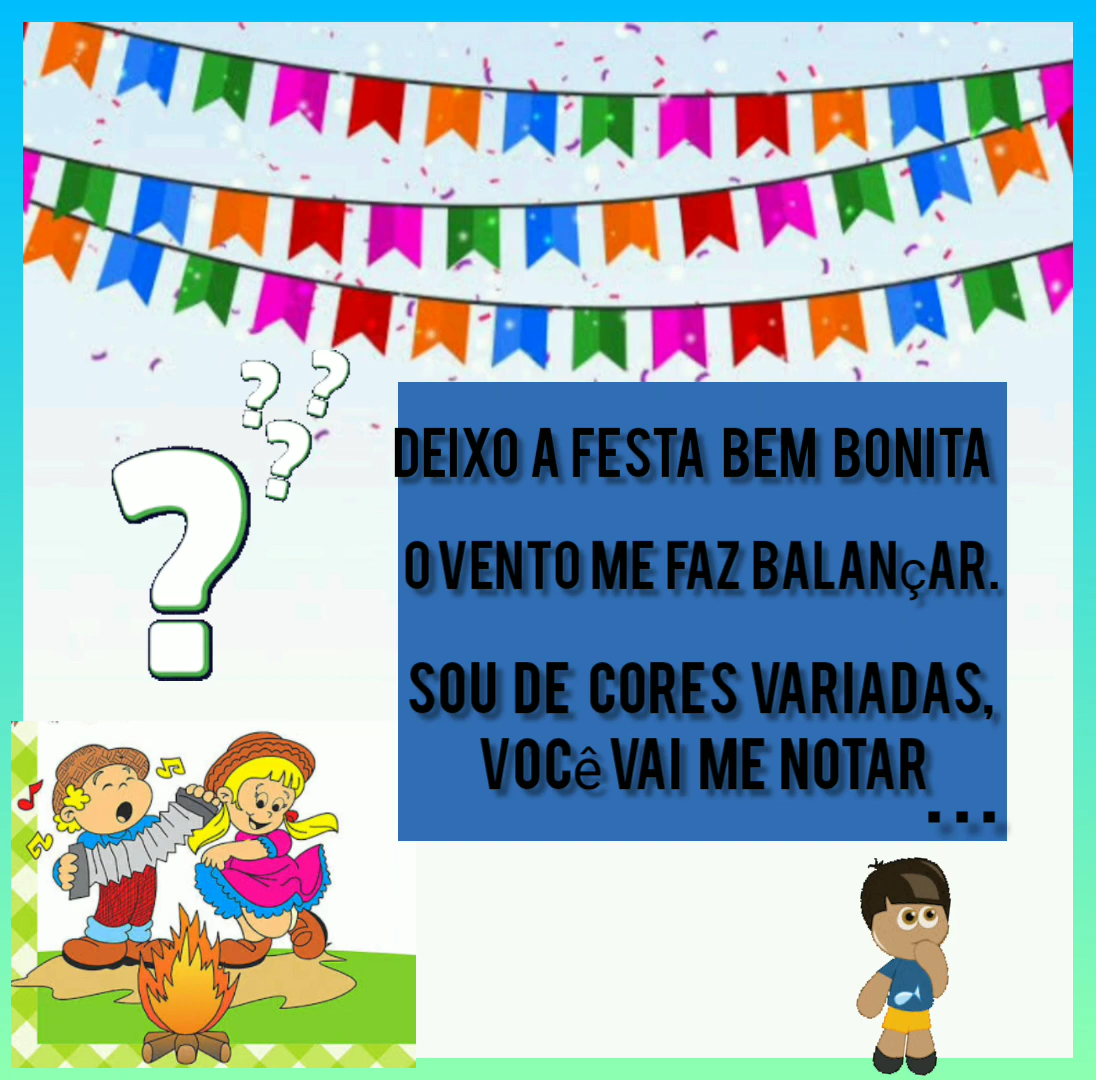 DEIXO A FESTA BEM BONITA
O VENTO ME FAZ BALANçAR.
SOU DE CORES VARIADAS,
VOCê VAI ME NOTAR
...
? ? ?
?